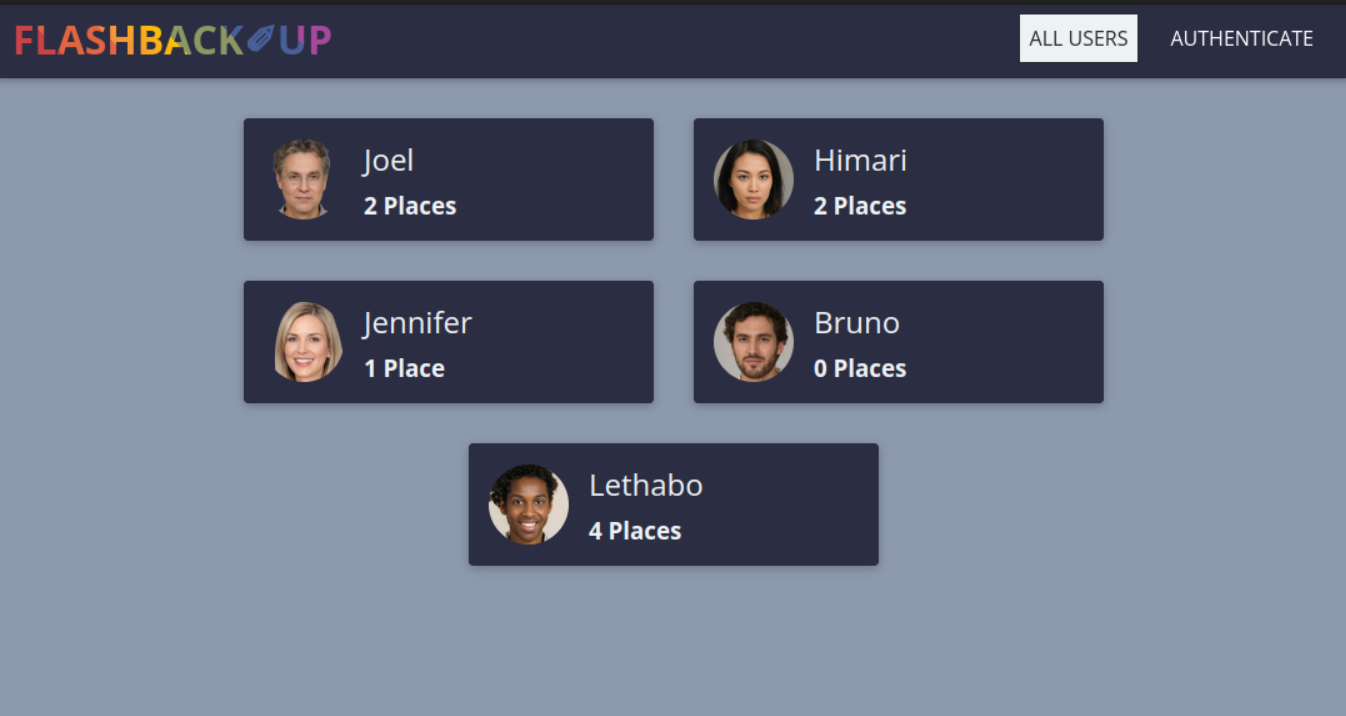 FLASHBACK UP
ALL USERS
AUTHENTICATE
Joel
2 Places
Himari
2 Places
Jennifer
1 Place
Bruno
0 Places
Lethabo
4 Places